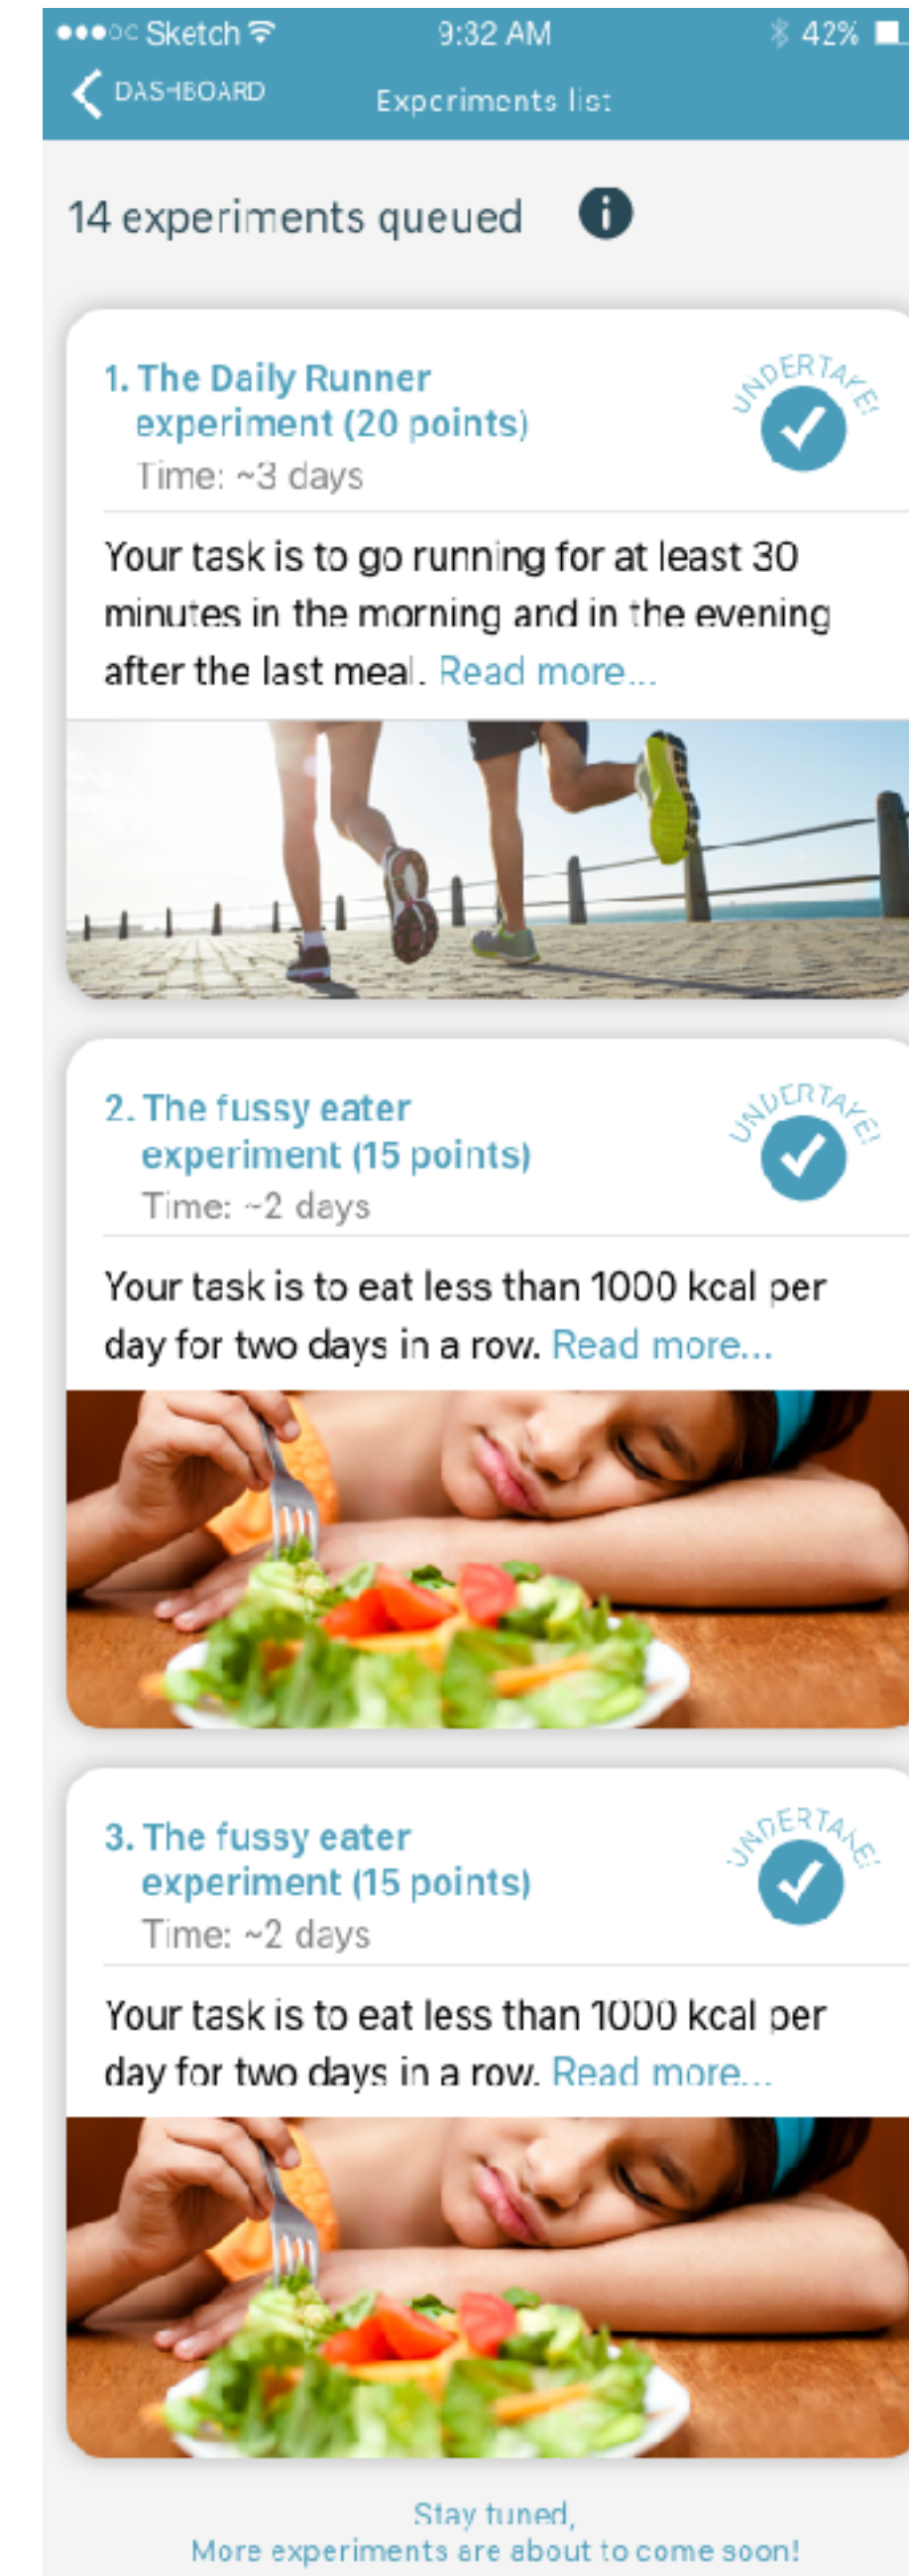 Sketch 9:32 AM 42%
DASHBOARD Experiments list
14 experiments queued i
1. The Daily Runner
experiment (20 points)
UNDERTAKE!
Time: ~3 days
Your task is to go running for at least 30
minutes in the morning and in the evening
after the last meal. Read more...
2. The fussy eater
experiment (15 points)
UNDERTAKE!
Time: ~2 days
Your task is to eat less than 1000 kcal per
day for two days in a row. Read more...
3. The fussy eater
experiment (15 points)
UNDERTAKE!
Time: ~2 days
Your task is to eat less than 1000 kcal per
day for two days in a row. Read more...
Stay tuned,
More experiments are about to come soon!